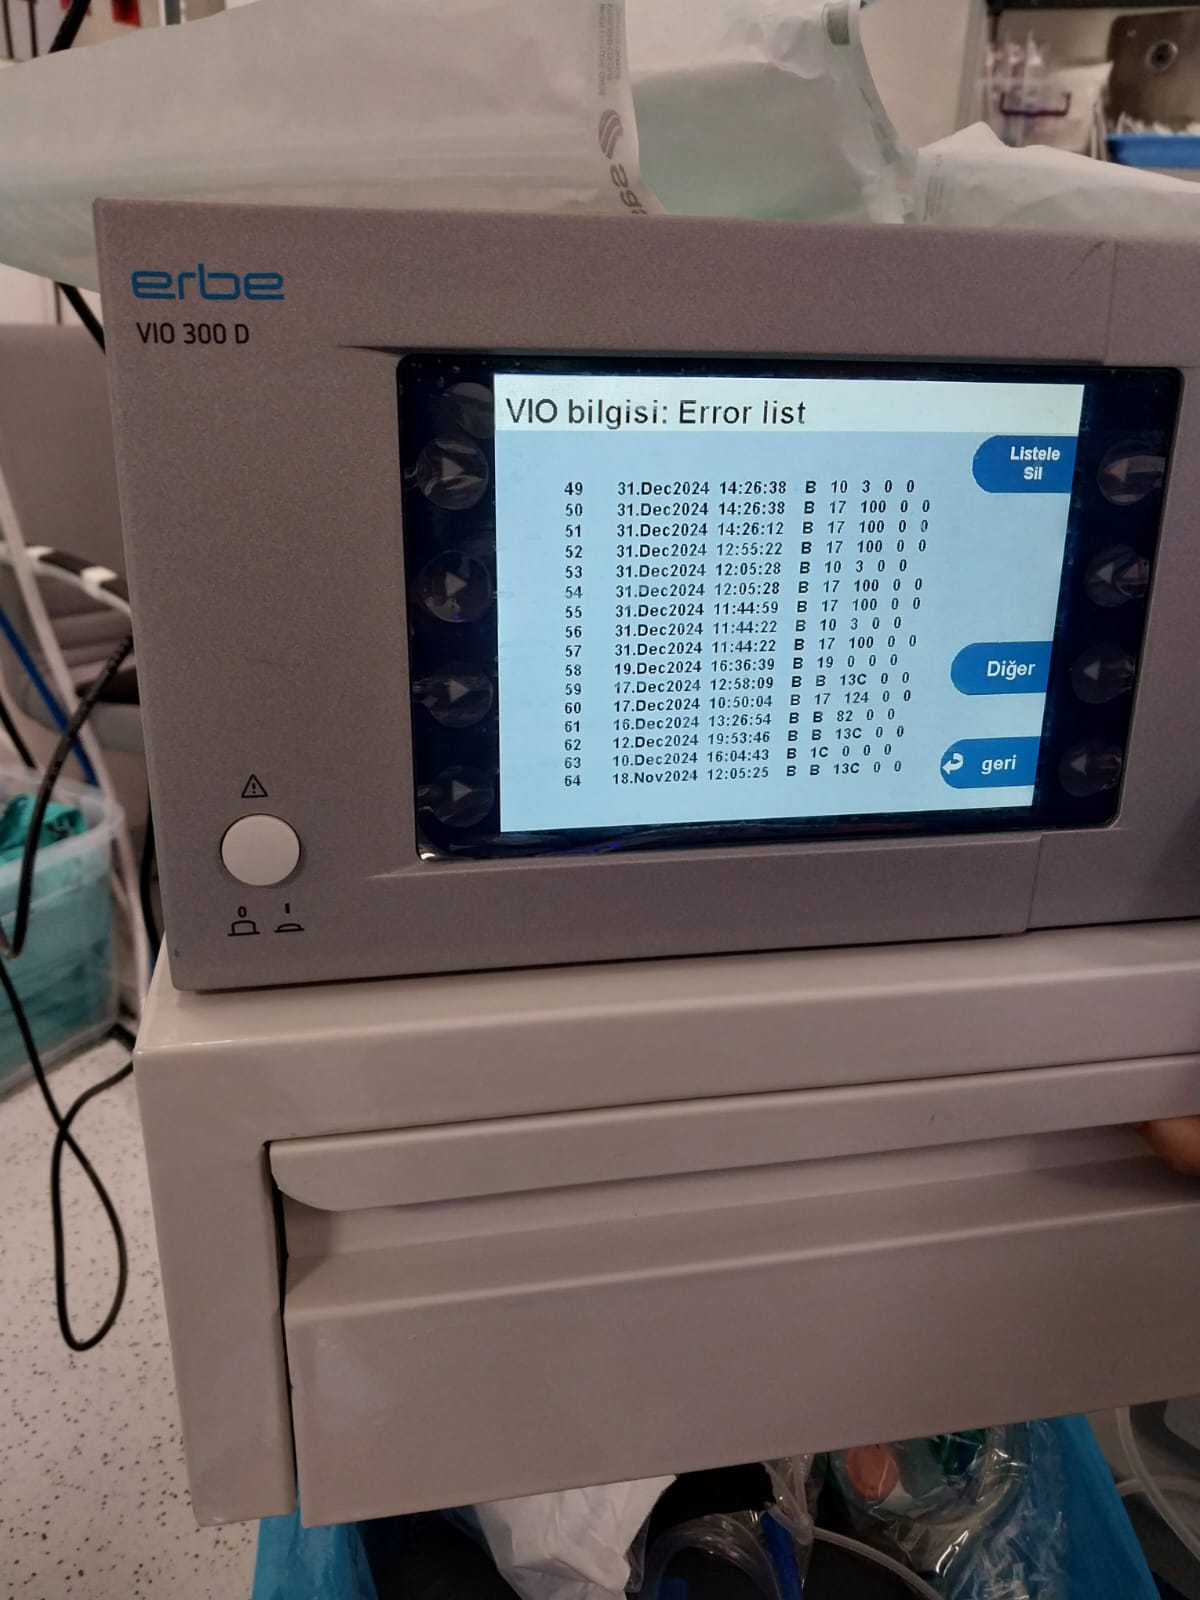 erbe
VIO 300 D
VIO bilgisi: Error list
Listele
Sil
49 31.Dec2024 14:26:38 B 10 3 0 0
50 31.Dec2024 14:26:38 B 17 100 0 0
51 31.Dec2024 14:26:12 B 17 100 0 0
52 31.Dec2024 12:55:22 B 17 100 0 0
53 31.Dec2024 12:05:28 B 10 3 0 0
54 31.Dec2024 12:05:28 B 17 100 0 0
55 31.Dec2024 11:44:59 B 17 100 0 0
56 31.Dec2024 11:44:22 B 10 3 0 0
57 31.Dec2024 11:44:22 B 17 100 0 0
58 19.Dec2024 16:36:39 B 19 0 0 0
59 17.Dec2024 12:58:09 B B 13C 0 0
60 17.Dec2024 10:50:04 B 17 124 0 0
61 16.Dec2024 13:26:54 B B 82 0 0
62 12.Dec2024 19:53:46 B B 13C 0 0
63 10.Dec2024 16:04:43 B 1C 0 0 0
64 18.Nov2024 12:05:25 B B 13C 0 0
Diğer
geri
0 I